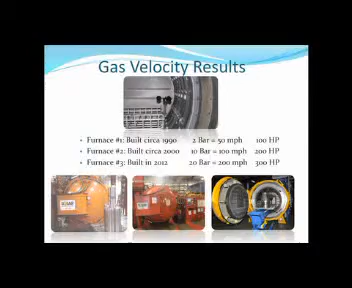 Gas Velocity Results
• Furnace #1: Built circa 1990 2 Bar = 50 mph 100 HP
• Furnace #2: Built circa 2000 10 Bar = 100 mph 200 HP
• Furnace #3: Built in 2012 20 Bar = 200 mph 300 HP